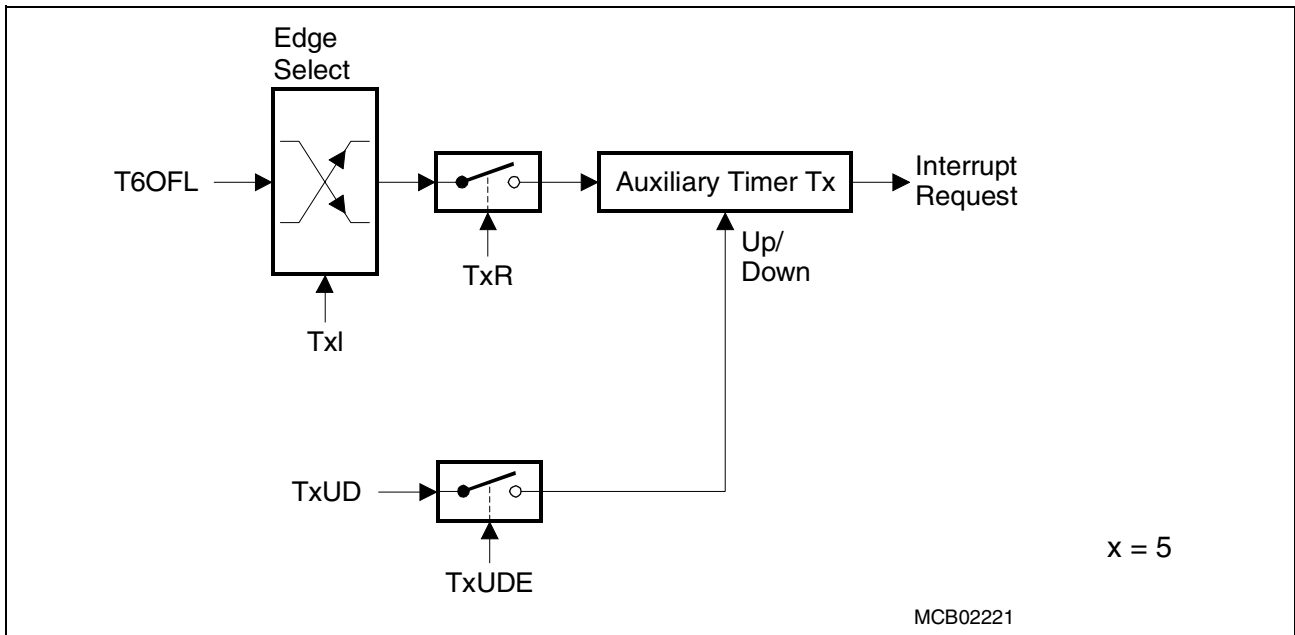 Edge
Select
T6OFL
TxI
TxR
Auxiliary Timer Tx
Interrupt
Request
Up/
Down
TxUD
TxUDE
x = 5
MCB02221